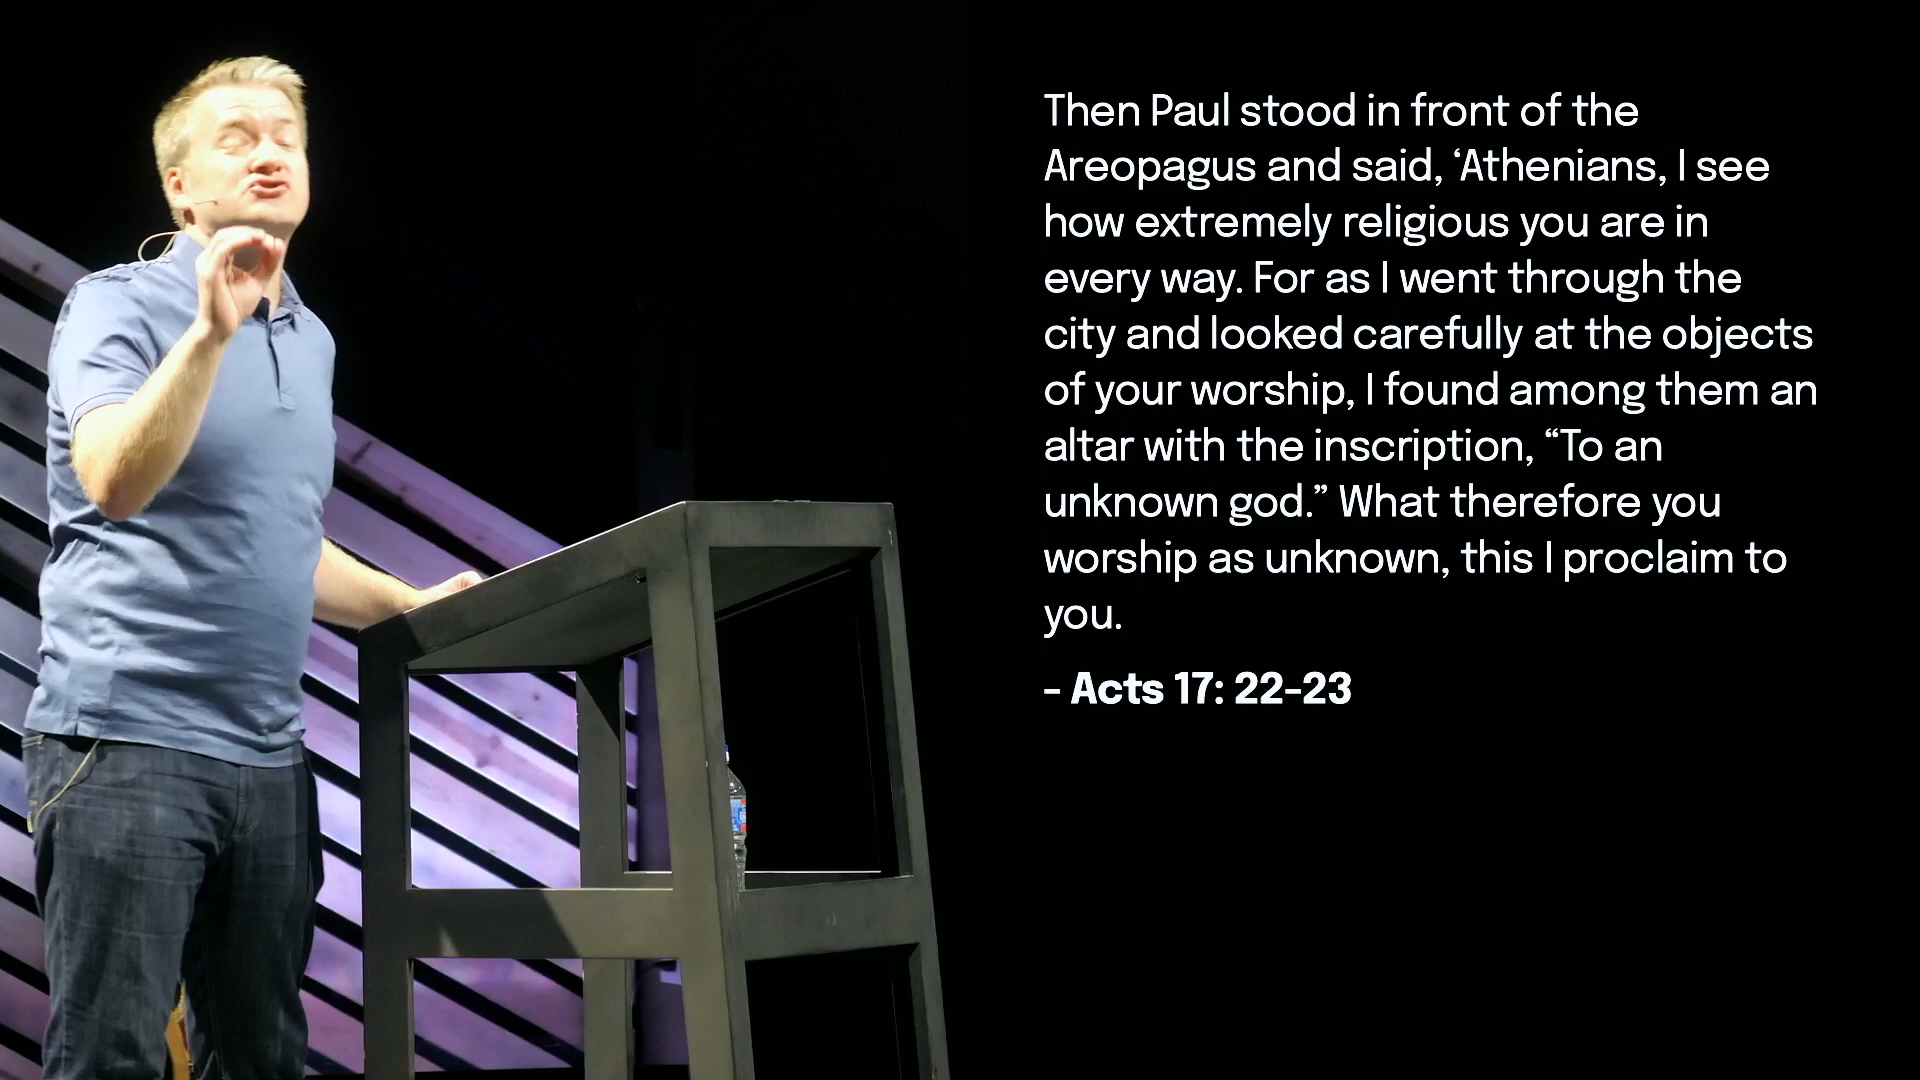 Then Paul stood in front of the
Areopagus and said, ‘Athenians, I see
how extremely religious you are in
every way. For as I went through the
city and looked carefully at the objects
of your worship, I found among them an
altar with the inscription, “To an
unknown god.” What therefore you
worship as unknown, this I proclaim to
you.
– Acts 17: 22–23